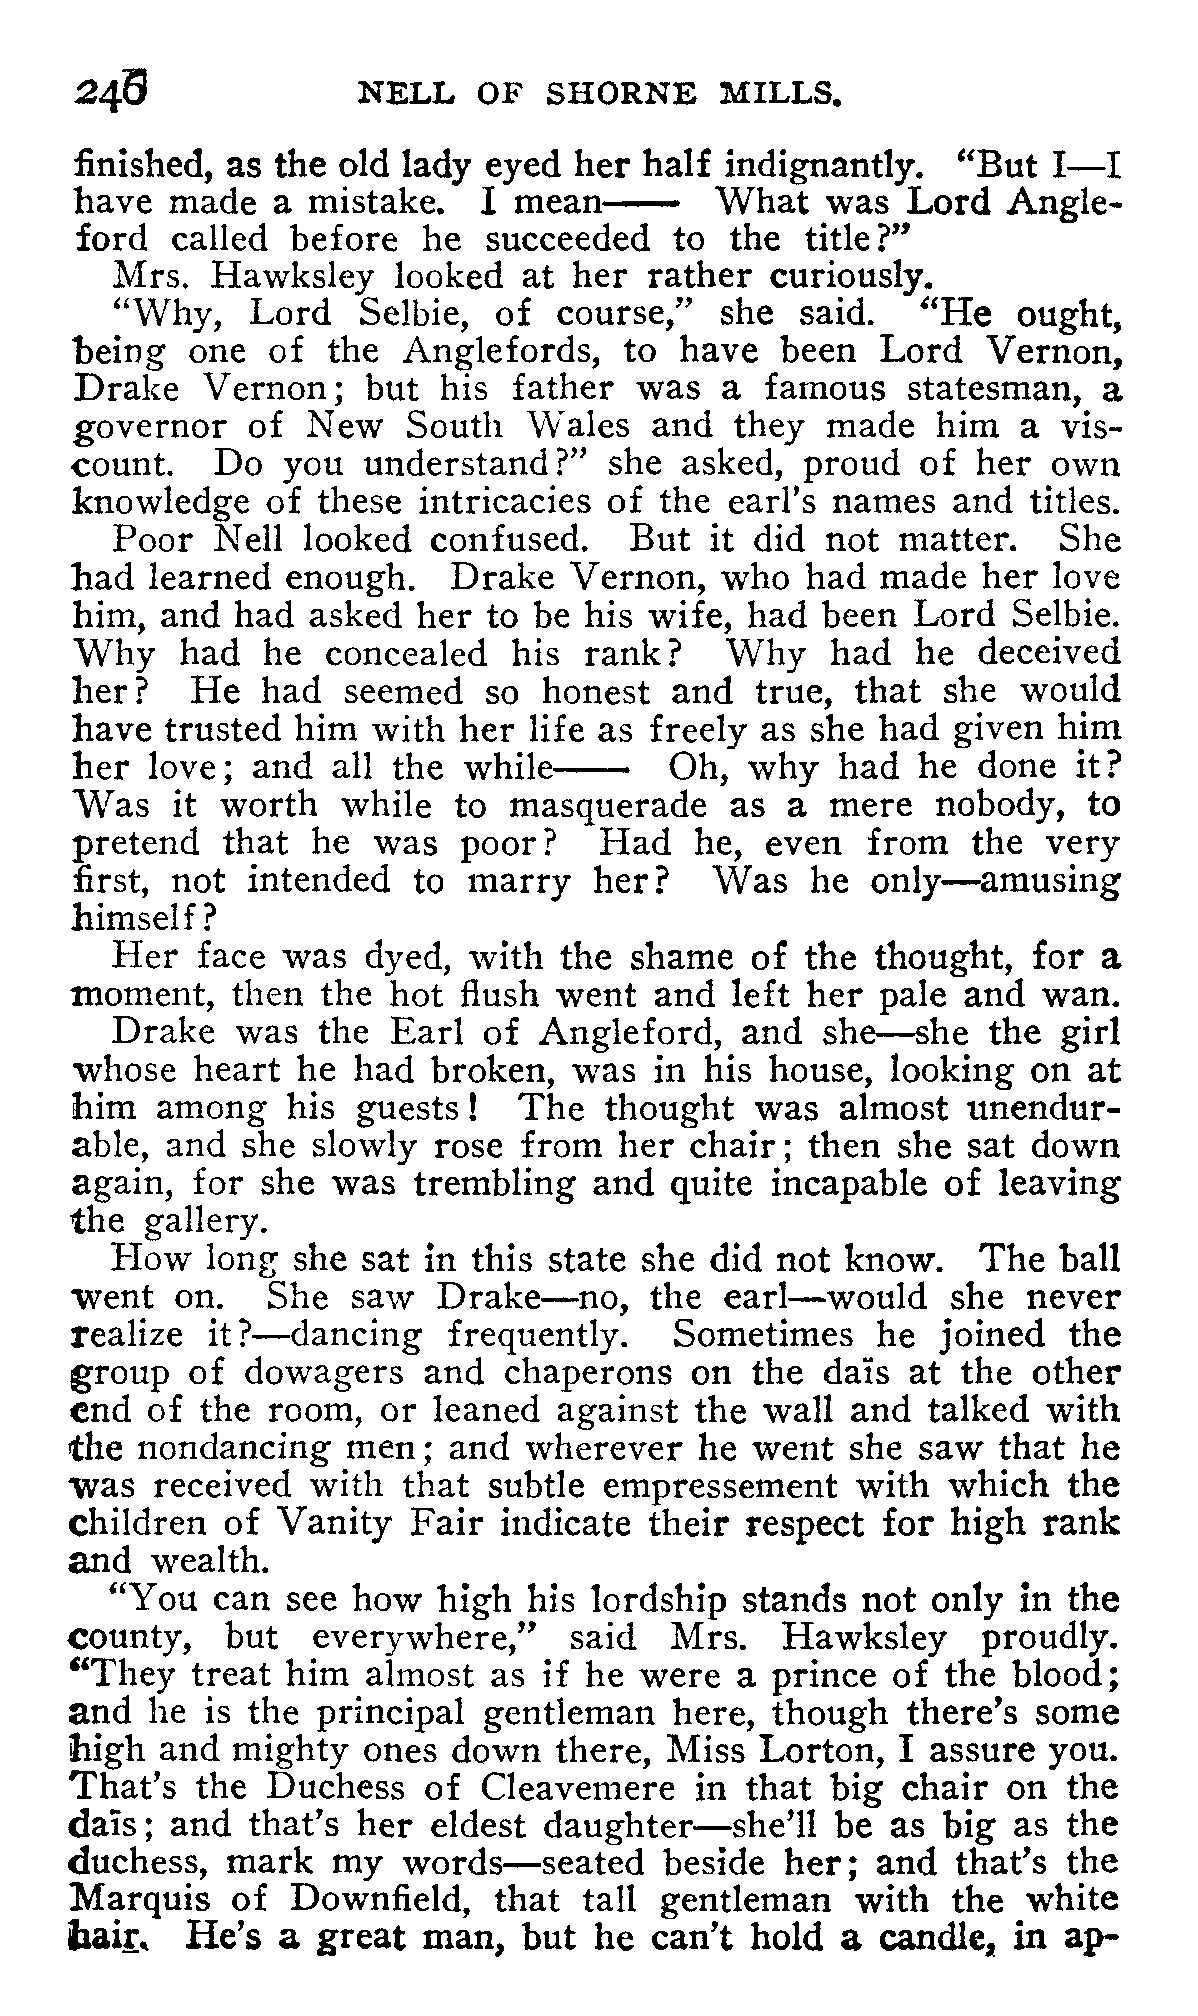 246 NELL OF SHORNE MILLS.
finished, as the old lady eyed her half indignantly. “But I—I
have made a mistake. I mean—— What was Lord Angle-
ford called before he succeeded to the title?”
Mrs. Hawksley looked at her rather curiously.
“Why, Lord Selbie, of course,” she said. “He ought,
being one of the Anglefords, to have been Lord Vernon,
Drake Vernon; but his father was a famous statesman, a
governor of New South Wales and they made him a vis-
count. Do you understand?” she asked, proud of her own
knowledge of these intricacies of the earl’s names and titles.
Poor Nell looked confused. But it did not matter. She
had learned enough. Drake Vernon, who had made her love
him, and had asked her to be his wife, had been Lord Selbie.
Why had he concealed his rank? Why had he deceived
her? He had seemed so honest and true, that she would
have trusted him with her life as freely as she had given him
her love; and all the while—— Oh, why had he done it?
Was it worth while to masquerade as a mere nobody, to
pretend that he was poor? Had he, even from the very
first, not intended to marry her? Was he only—amusing
himself?
Her face was dyed, with the shame of the thought, for a
moment, then the hot flush went and left her pale and wan.
Drake was the Earl of Angleford, and she—she the girl
whose heart he had broken, was in his house, looking on at
him among his guests! The thought was almost unendur-
able, and she slowly rose from her chair; then she sat down
again, for she was trembling and quite incapable of leaving
the gallery.
How long she sat in this state she did not know. The ball
went on. She saw Drake—no, the earl—would she never
realize it?—dancing frequently. Sometimes he joined the
group of dowagers and chaperons on the daïs at the other
end of the room, or leaned against the wall and talked with
the nondancing men; and wherever he went she saw that he
was received with that subtle empressement with which the
children of Vanity Fair indicate their respect for high rank
and wealth.
“You can see how high his lordship stands not only in the
county, but everywhere,” said Mrs. Hawksley proudly.
“They treat him almost as if he were a prince of the blood;
and he is the principal gentleman here, though there’s some
high and mighty ones down there, Miss Lorton, I assure you.
That’s the Duchess of Cleavemere in that big chair on the
daïs; and that’s her eldest daughter—she’ll be as big as the
duchess, mark my words—seated beside her; and that’s the
Marquis of Downfield, that tall gentleman with the white
hair. He’s a great man, but he can’t hold a candle, in ap-